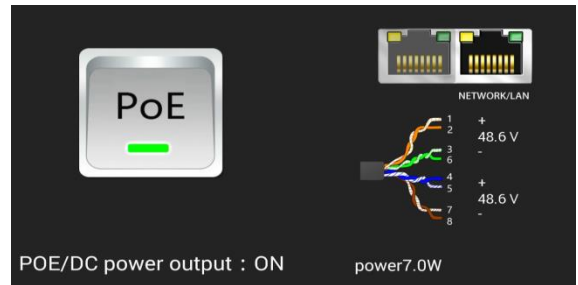 PoE
NETWORK/LAN
1
2
+
48.6 V
3
6
-
4
5
+
48.6 V
7
8
-
POE/DC power output : ON
power7.0W